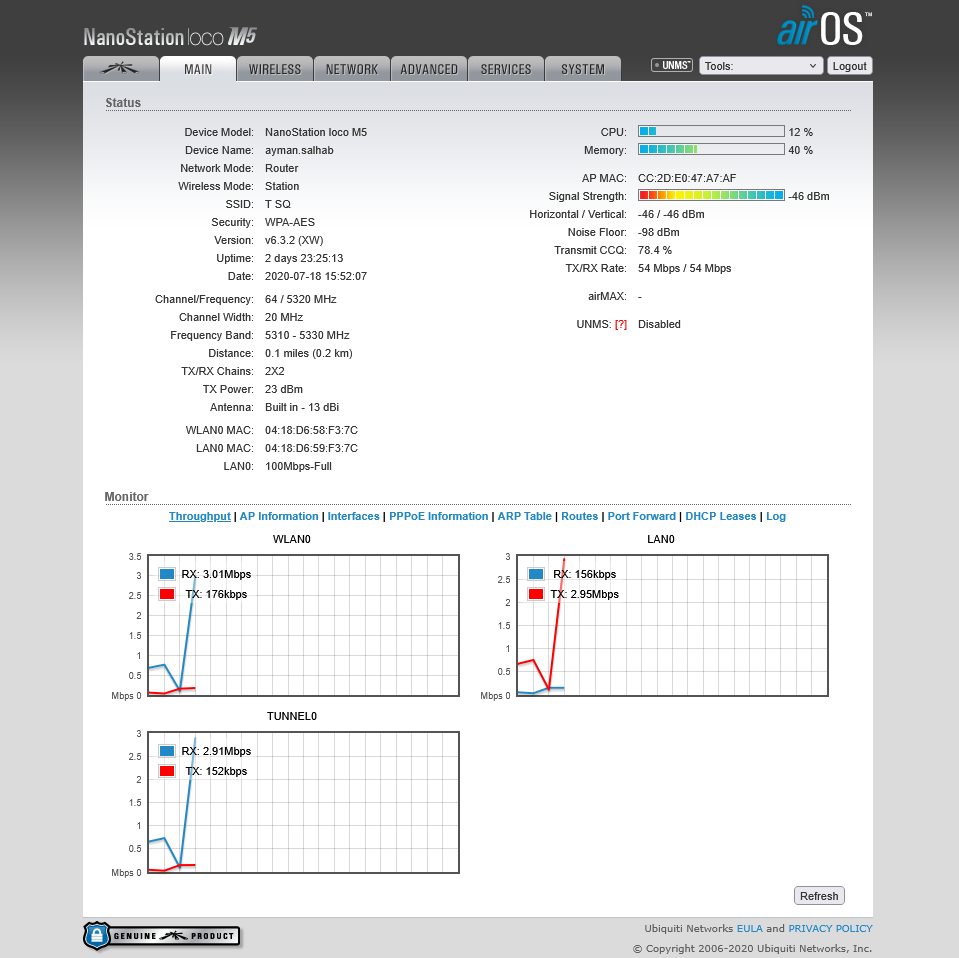 NanoStation loco M5
airOS™
MAIN WIRELESS NETWORK ADVANCED SERVICES SYSTEM UNMS™ Tools: Logout
Status
Device Model: NanoStation loco M5
Device Name: ayman.salhab
Network Mode: Router
Wireless Mode: Station
SSID: T SQ
Security: WPA-AES
Version: v6.3.2 (XW)
Uptime: 2 days 23:25:13
Date: 2020-07-18 15:52:07
Channel/Frequency: 64 / 5320 MHz
Channel Width: 20 MHz
Frequency Band: 5310 - 5330 MHz
Distance: 0.1 miles (0.2 km)
TX/RX Chains: 2X2
TX Power: 23 dBm
Antenna: Built in - 13 dBi
WLAN0 MAC: 04:18:D6:58:F3:7C
LAN0 MAC: 04:18:D6:59:F3:7C
LAN0: 100Mbps-Full
CPU: 12 %
Memory: 40 %
AP MAC: CC:2D:E0:47:A7:AF
Signal Strength: -46 dBm
Horizontal / Vertical: -46 / -46 dBm
Noise Floor: -98 dBm
Transmit CCQ: 78.4 %
TX/RX Rate: 54 Mbps / 54 Mbps
airMAX: -
UNMS: [?] Disabled
Monitor
Throughput | AP Information | Interfaces | PPPoE Information | ARP Table | Routes | Port Forward | DHCP Leases | Log
WLAN0
3.5
3
2.5
2
1.5
1
0.5
Mbps 0
RX: 3.01Mbps
TX: 176kbps
LAN0
3
2.5
2
1.5
1
0.5
Mbps 0
RX: 156kbps
TX: 2.95Mbps
TUNNEL0
3
2.5
2
1.5
1
0.5
Mbps 0
RX: 2.91Mbps
TX: 152kbps
Refresh
GENUINE PRODUCT
Ubiquiti Networks EULA and PRIVACY POLICY
© Copyright 2006-2020 Ubiquiti Networks, Inc.